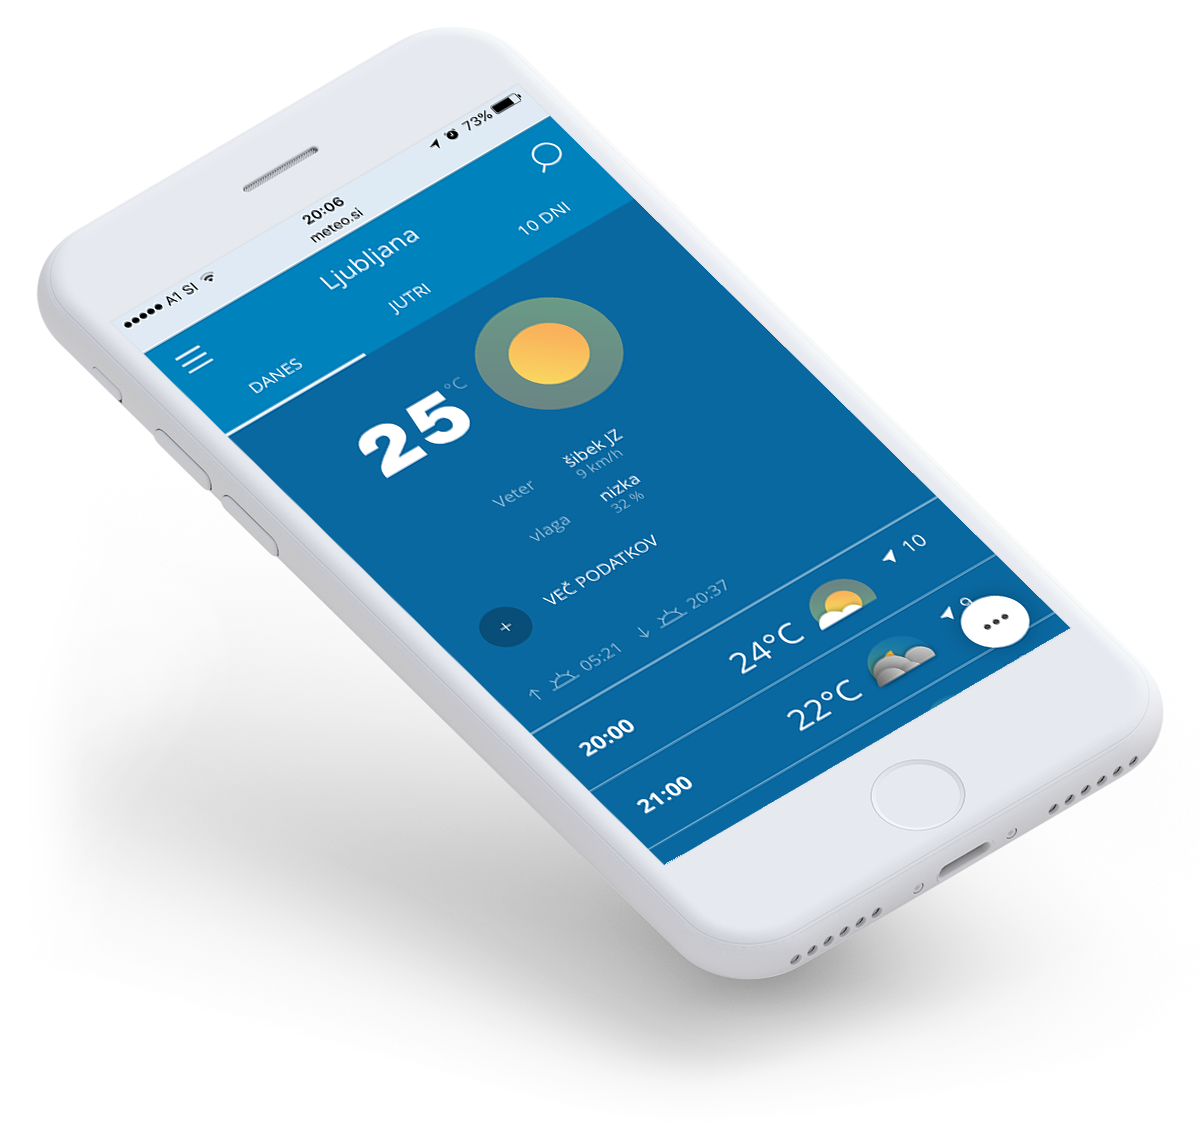 A1 SI 20:06 73%
meteo.si
Ljubljana
DANES JUTRI 10 DNI
25 °C
Veter šibek JZ
9 km/h
vlaga nizka
32 %
+ VEČ PODATKOV
↑ 05:21 ↓ 20:37
20:00 24°C 10
21:00 22°C